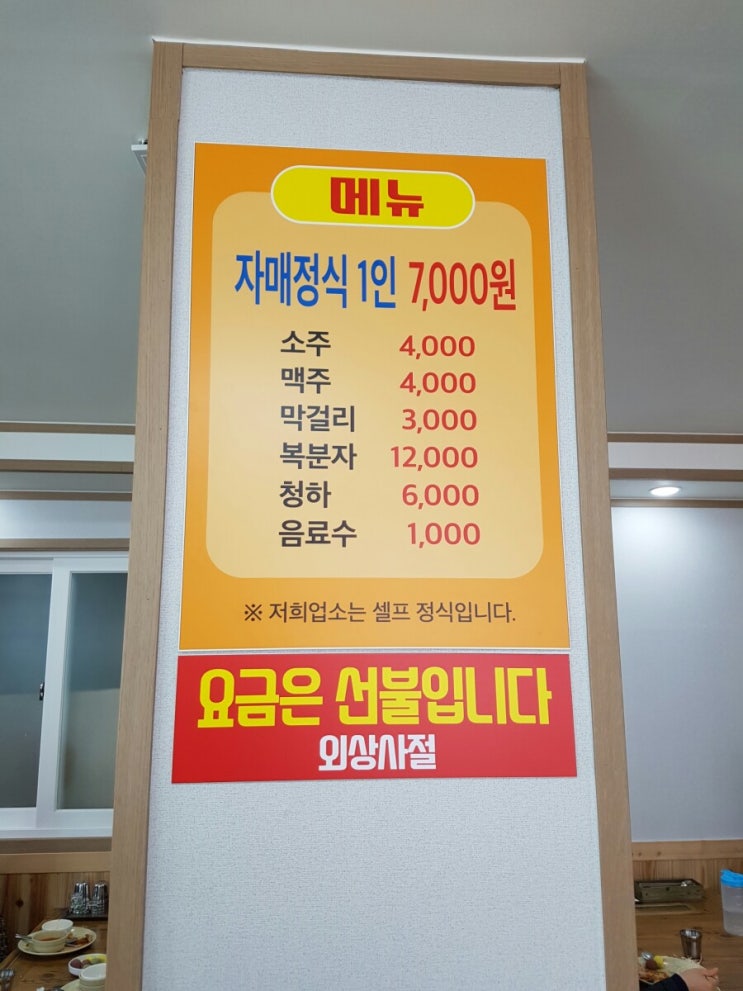 메뉴
자매정식 1인 7,000원
소주 4,000
맥주 4,000
막걸리 3,000
복분자 12,000
청하 6,000
음료수 1,000
※ 저희업소는 셀프 정식입니다.
요금은 선불입니다
외상사절